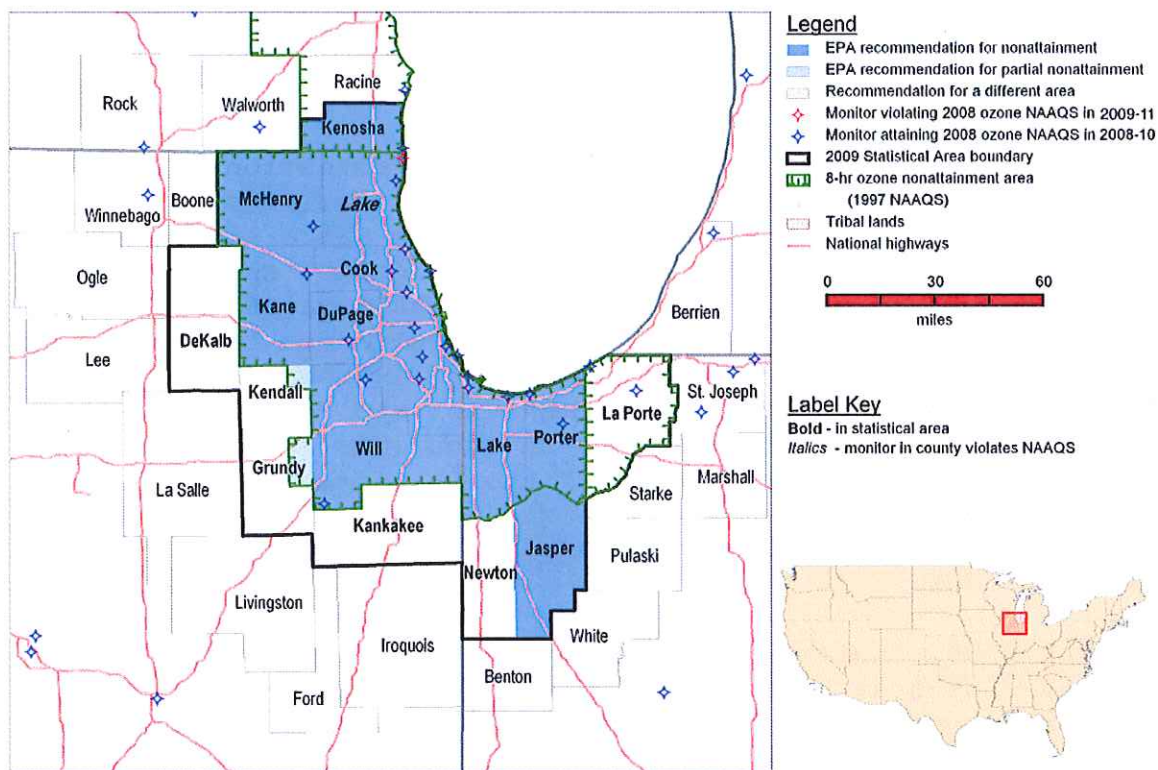 Racine
Rock
Walworth
Kenosha
McHenry
Lake
Boone
Winnebago
Ogle
Cook
Kane
DuPage
DeKalb
Lee
Berrien
Kendall
La Porte
St. Joseph
Will
Lake
Porter
Grundy
La Salle
Starke
Marshall
Kankakee
Jasper
Newton
Pulaski
Livingston
Iroquois
White
Benton
Ford
Legend
EPA recommendation for nonattainment
EPA recommendation for partial nonattainment
Recommendation for a different area
Monitor violating 2008 ozone NAAQS in 2009-11
Monitor attaining 2008 ozone NAAQS in 2008-10
2009 Statistical Area boundary
8-hr ozone nonattainment area
(1997 NAAQS)
Tribal lands
National highways
0 30 60
miles
Label Key
Bold - in statistical area
Italics - monitor in county violates NAAQS